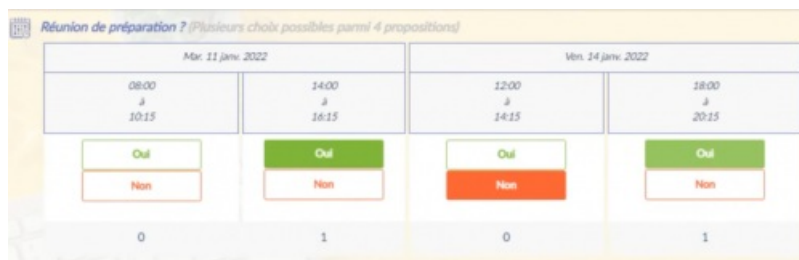 Réunion de préparation ? (Plusieurs choix possibles parmi 4 propositions)
Mar. 11 janv. 2022 Ven. 14 janv. 2022
08:00 14:00 12:00 18:00
à à à à
10:15 16:15 14:15 20:15
Oui Oui Oui Oui
Non Non Non Non
0 1 0 1